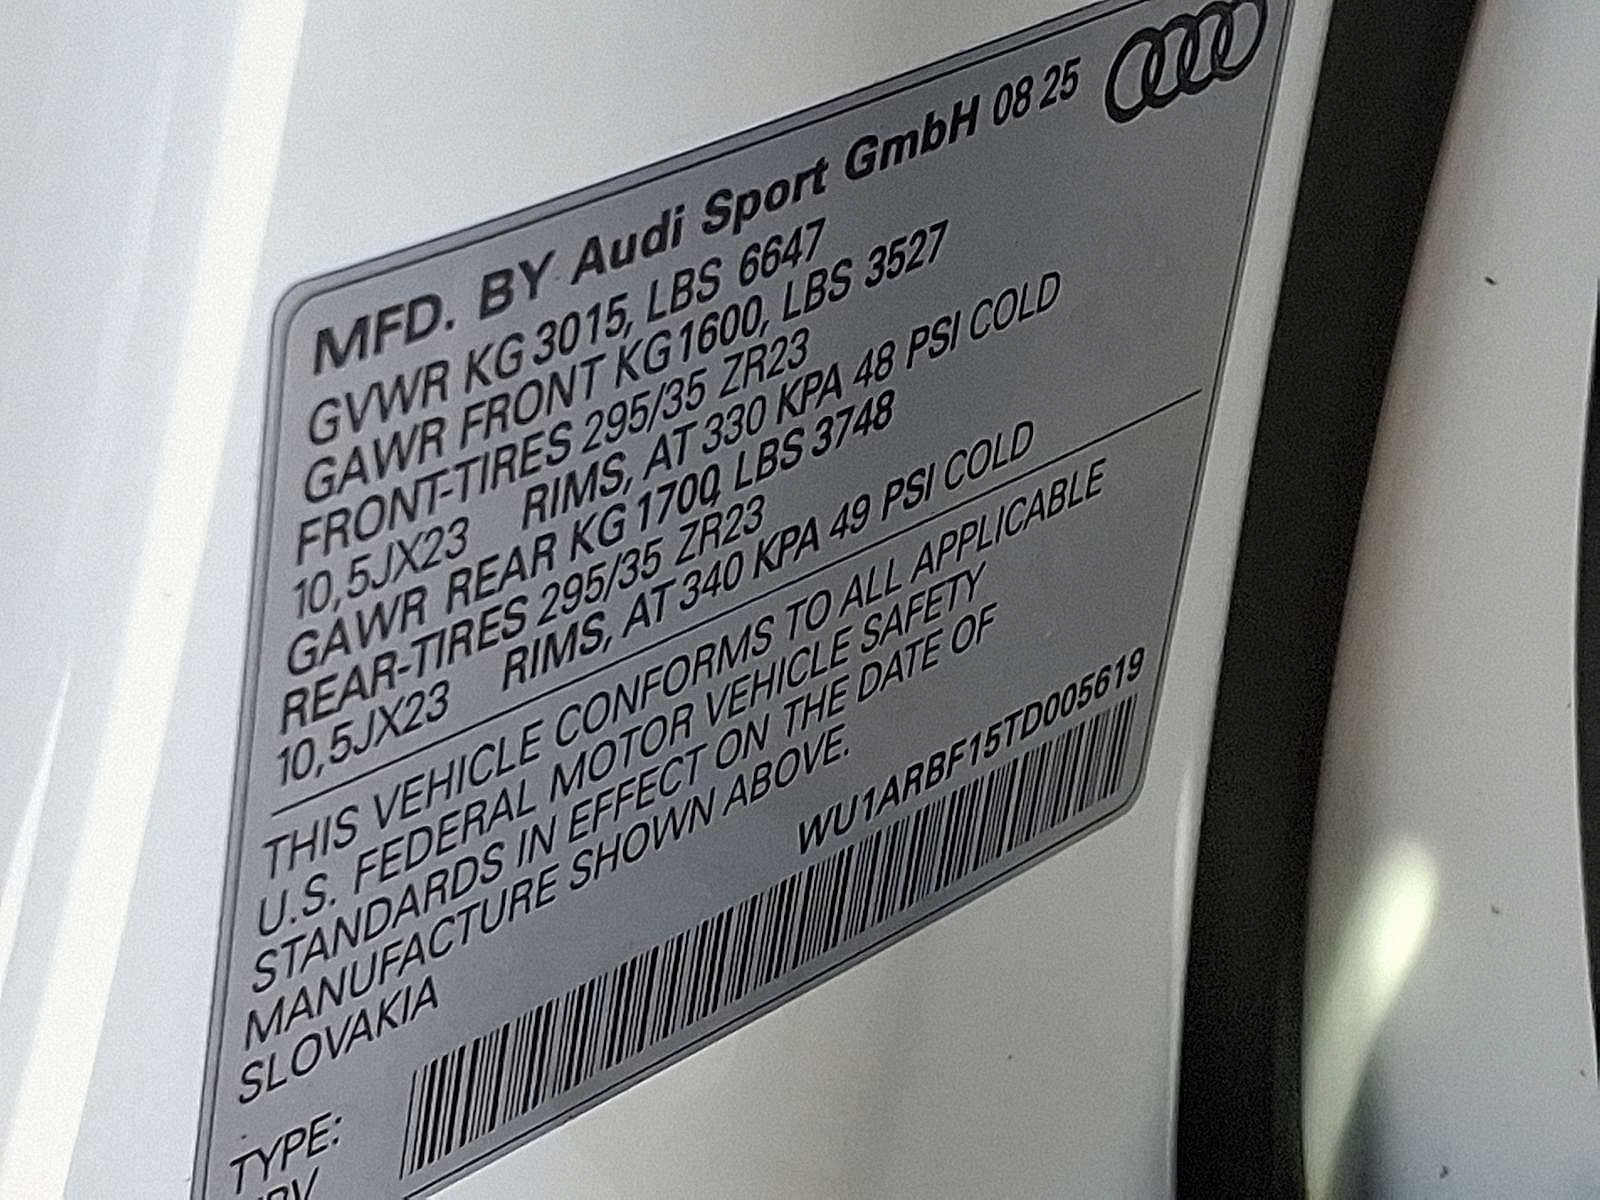 MFD. BY Audi Sport GmbH 08 25
GVWR KG 3015, LBS 6647
GAWR FRONT KG 1600, LBS 3527
FRONT-TIRES 295/35 ZR23
10,5JX23 RIMS, AT 330 KPA 48 PSI COLD
GAWR REAR KG 1700, LBS 3748
REAR-TIRES 295/35 ZR23
10,5JX23 RIMS, AT 340 KPA 49 PSI COLD
THIS VEHICLE CONFORMS TO ALL APPLICABLE
U.S. FEDERAL MOTOR VEHICLE SAFETY
STANDARDS IN EFFECT ON THE DATE OF
MANUFACTURE SHOWN ABOVE.
SLOVAKIA
WU1ARBF15TD005619
TYPE: